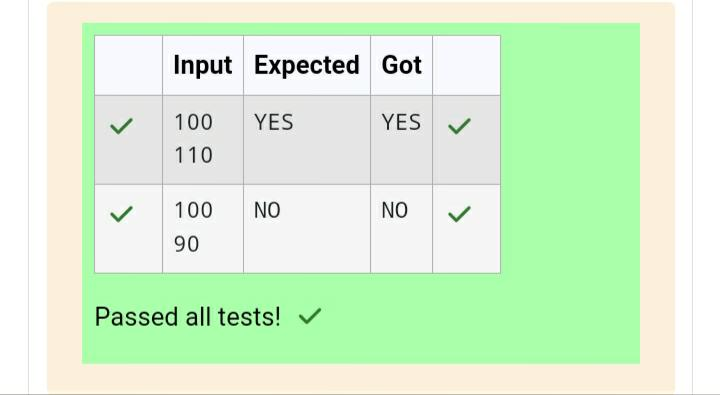 Input Expected Got
100 YES YES
110
100 NO NO
90
Passed all tests!